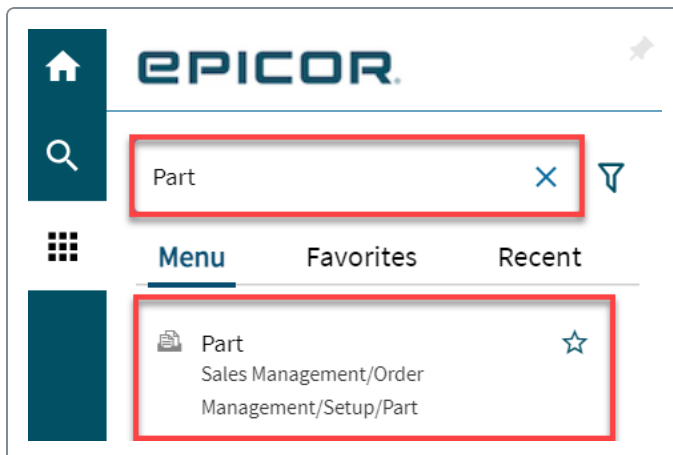 EPICOR.
Part
Menu Favorites Recent
Part
Sales Management/Order
Management/Setup/Part